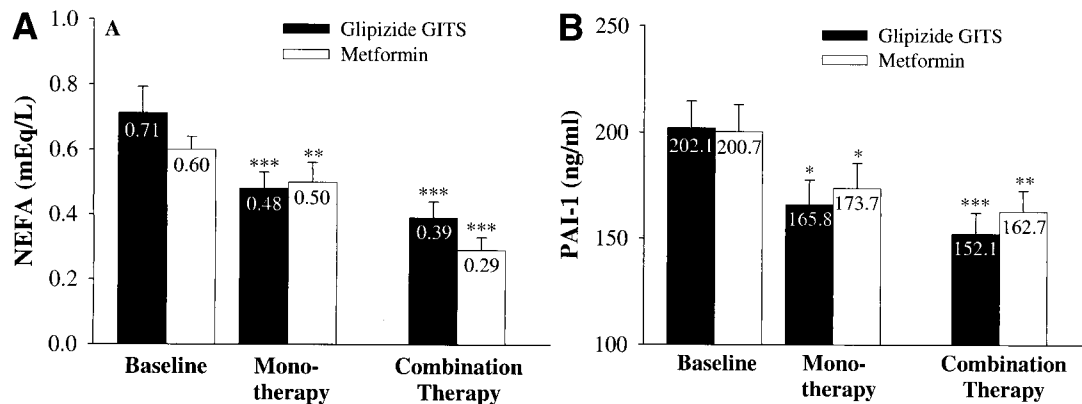 A
A
Glipizide GITS
Metformin
NEFA (mEq/L)
1.0
0.8
0.6
0.4
0.2
0.0
0.71
0.60
***
**
0.48
0.50
***
***
0.39
0.29
Baseline
Mono-
therapy
Combination
Therapy
B
Glipizide GITS
Metformin
PAI-1 (ng/ml)
250
200
150
100
202.1
200.7
*
*
165.8
173.7
***
**
152.1
162.7
Baseline
Mono-
therapy
Combination
Therapy